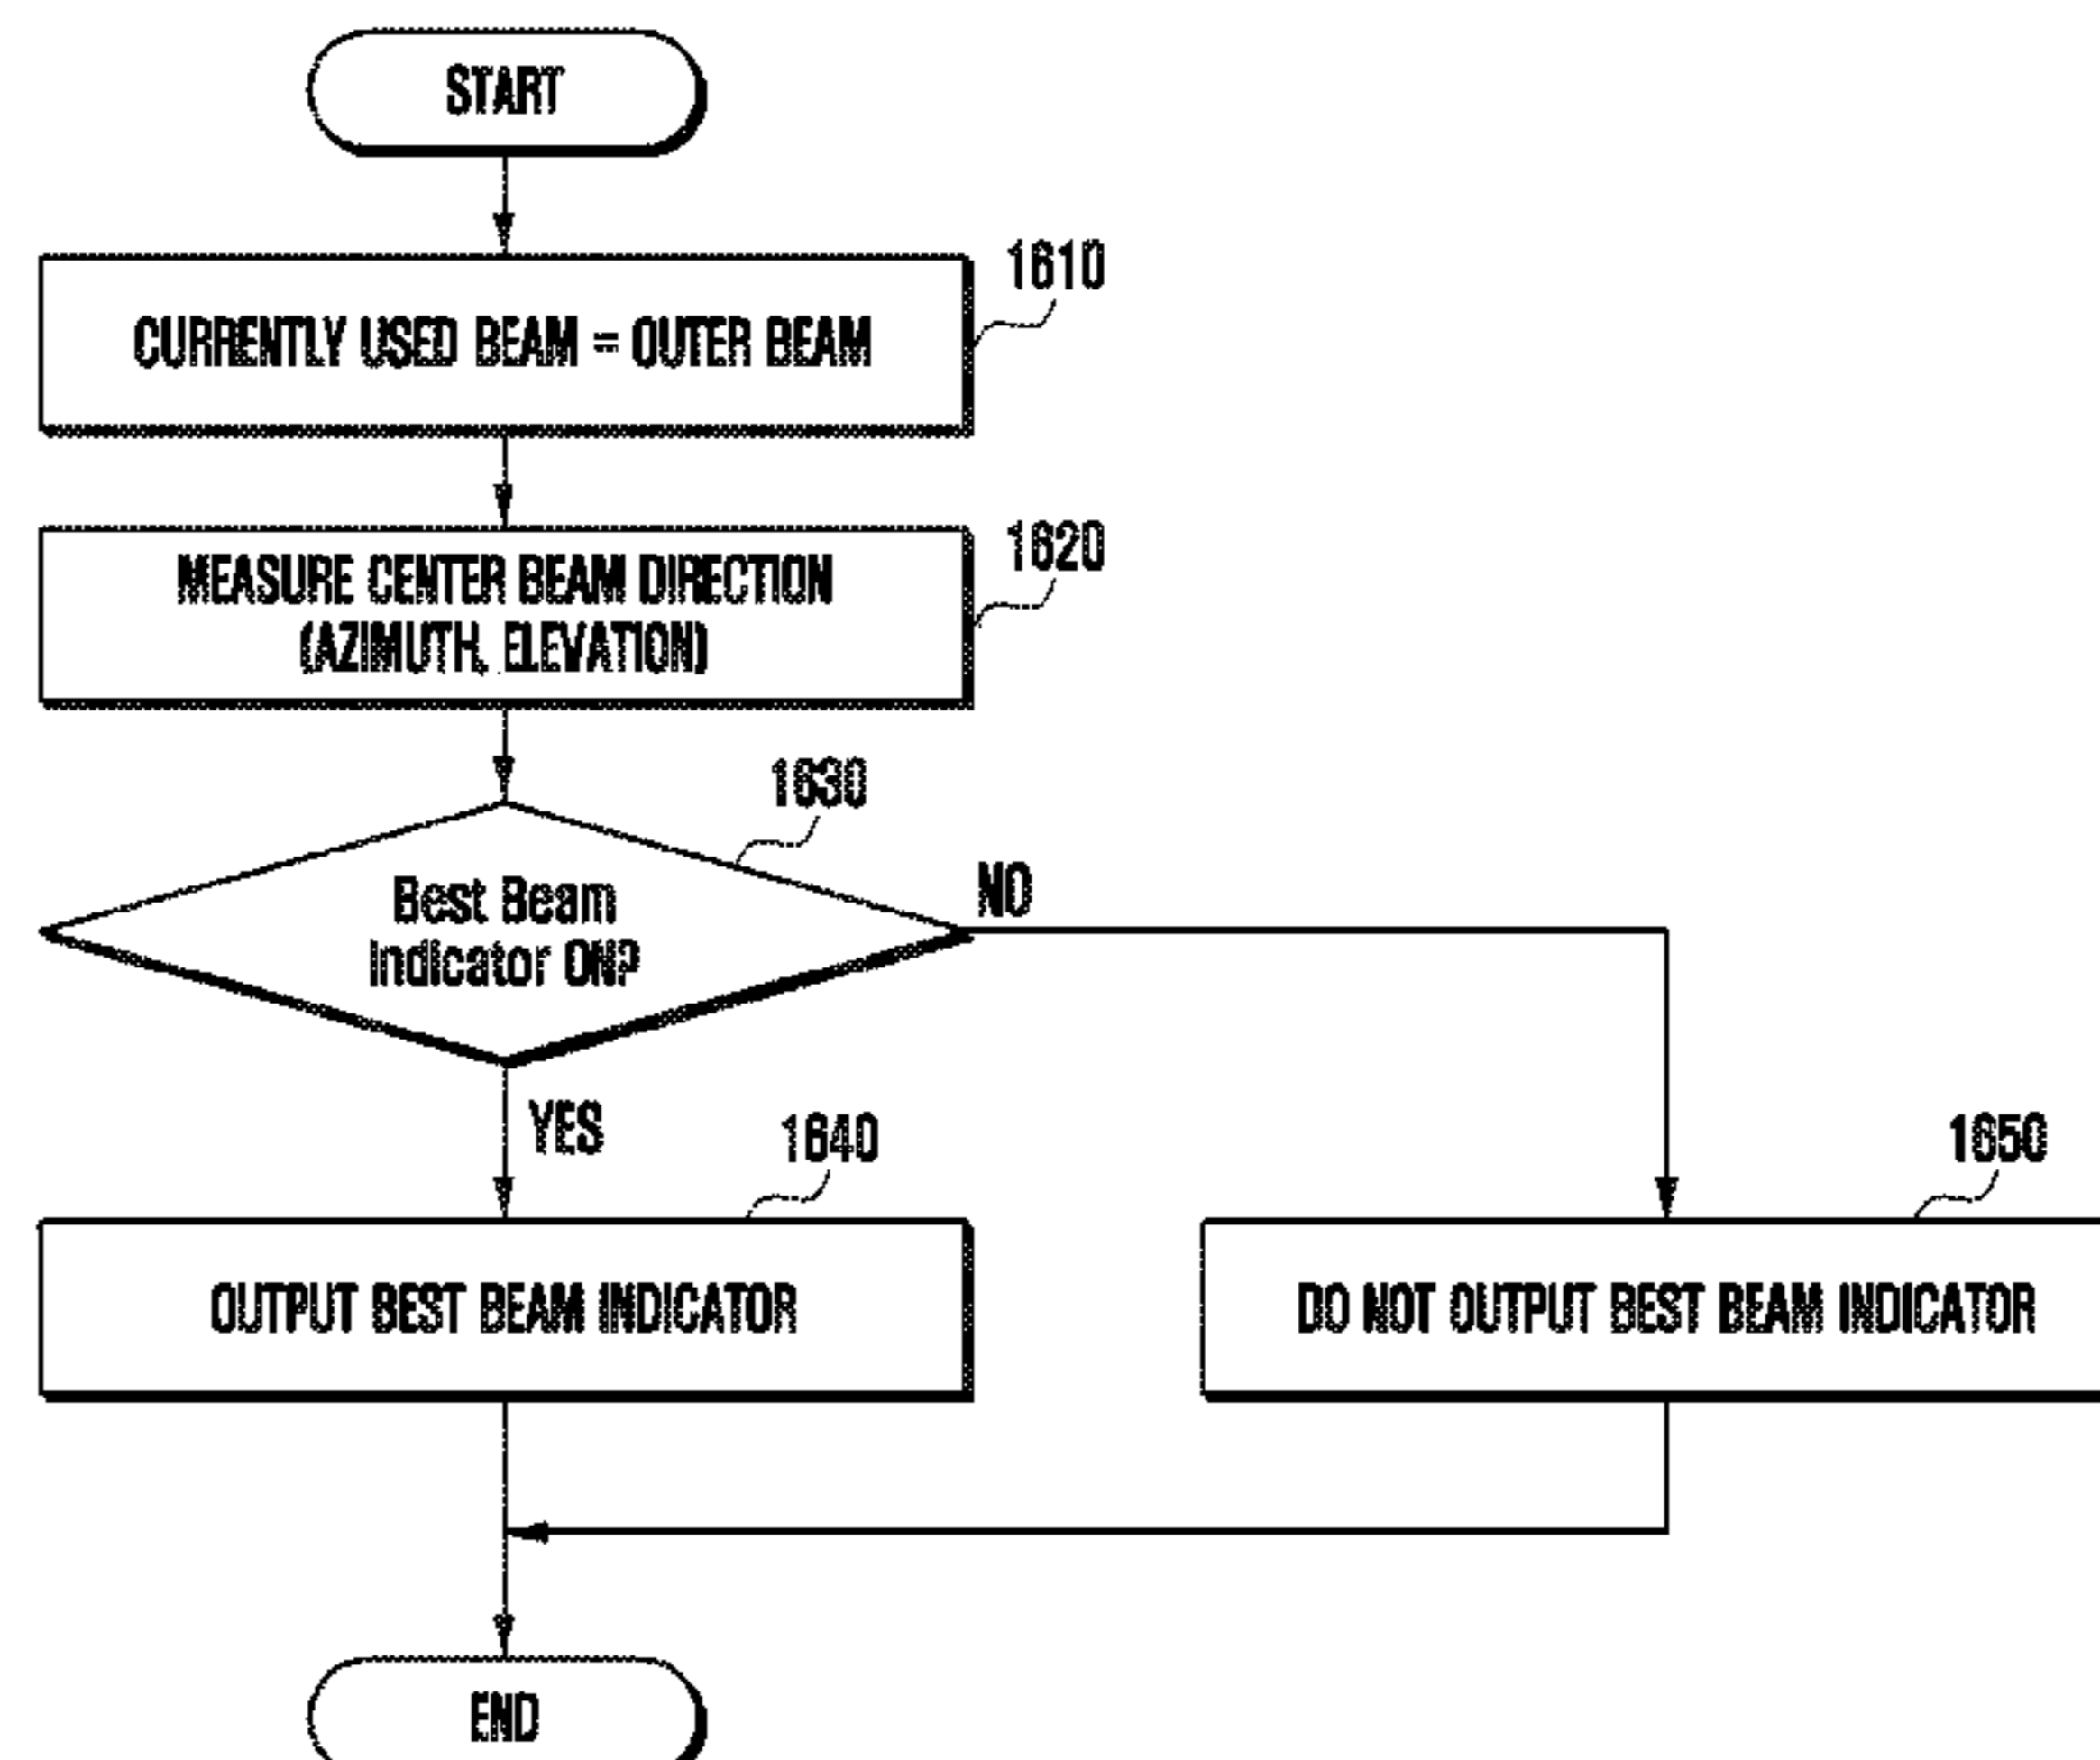 START
1610
CURRENTLY USED BEAM = OUTER BEAM
1620
MEASURE CENTER BEAM DIRECTION
(AZIMUTH, ELEVATION)
1630
Best Beam
Indicator ON?
NO
YES
1640
1650
OUTPUT BEST BEAM INDICATOR
DO NOT OUTPUT BEST BEAM INDICATOR
END